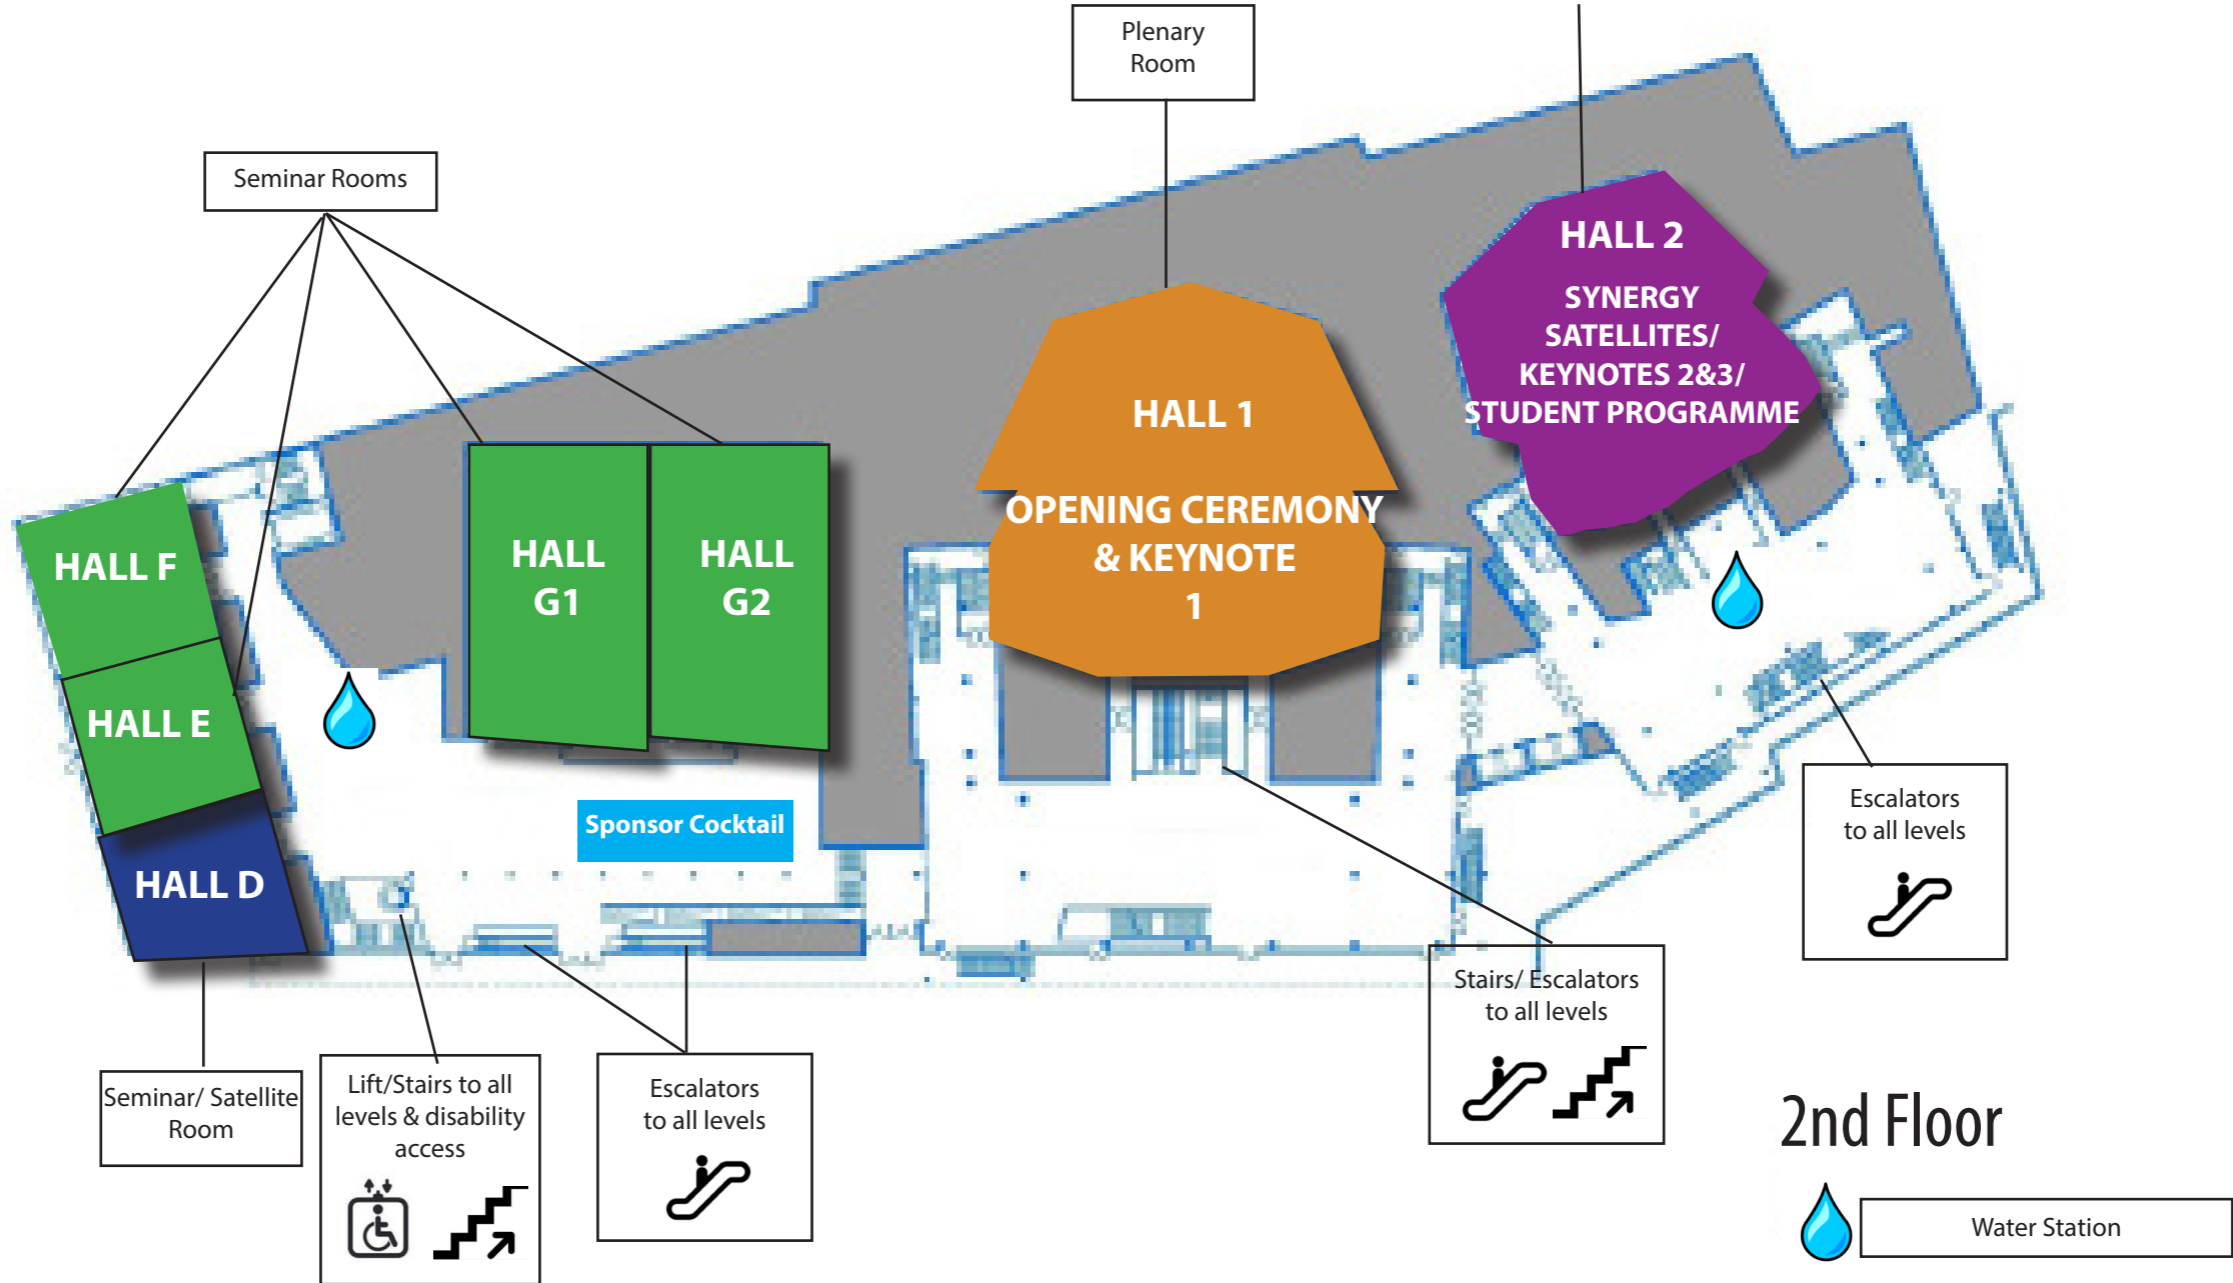 Plenary
Room
Seminar Rooms
HALL 2
SYNERGY
SATELLITES/
KEYNOTES 2&3/
STUDENT PROGRAMME
HALL 1
OPENING CEREMONY
& KEYNOTE
1
HALL
G1
HALL
G2
HALL F
HALL E
HALL D
Sponsor Cocktail
Escalators
to all levels
Stairs/ Escalators
to all levels
Seminar/ Satellite
Room
Lift/Stairs to all
levels & disability
access
Escalators
to all levels
2nd Floor
Water Station